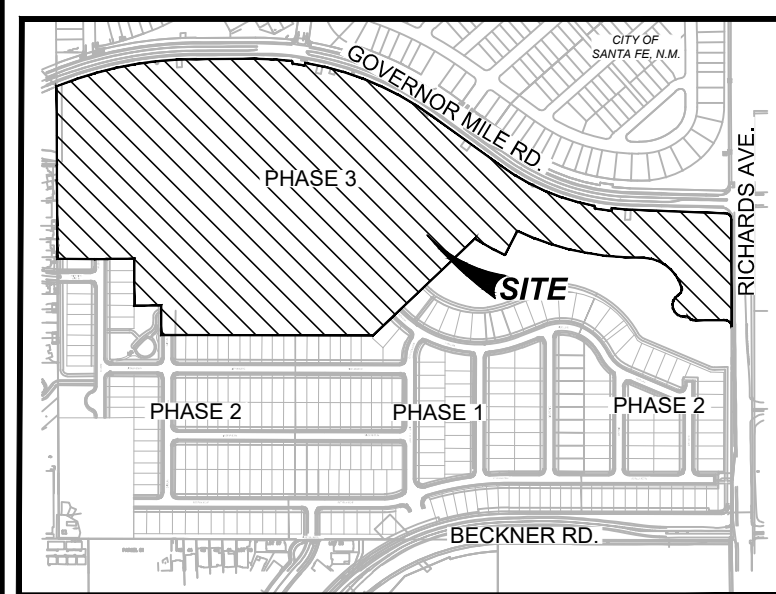 CITY OF
SANTA FE, N.M.
GOVERNOR MILE RD.
RICHARDS AVE.
PHASE 3
SITE
PHASE 2
PHASE 1
PHASE 2
BECKNER RD.